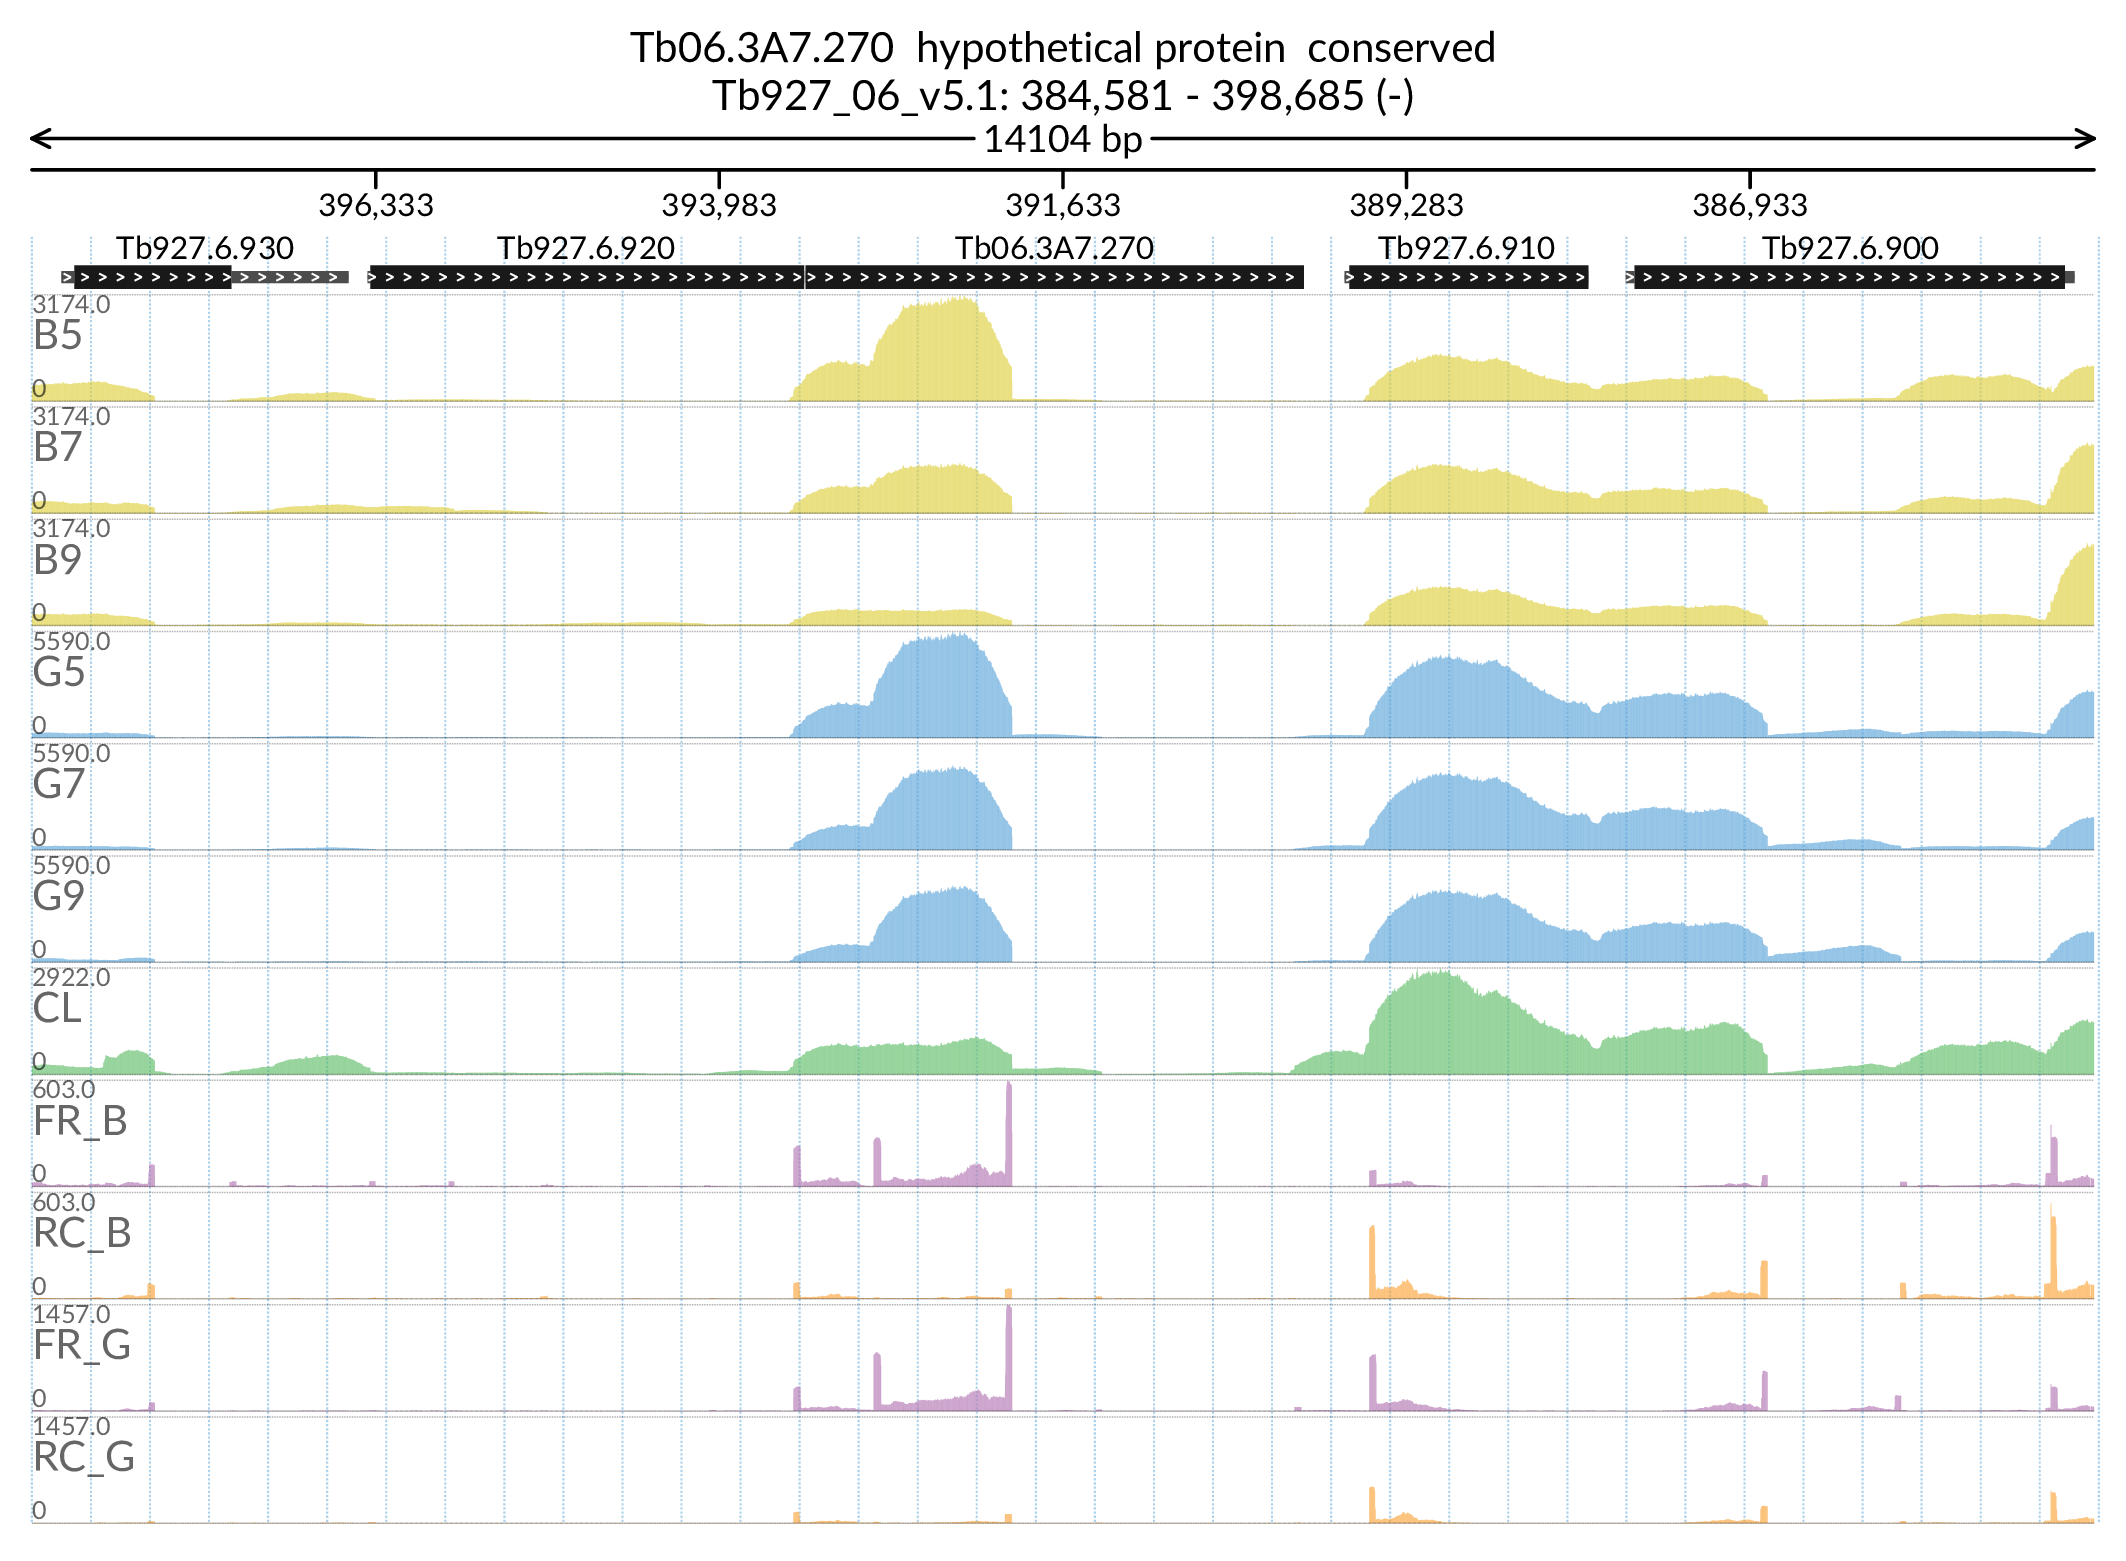 Tb06.3A7.270  hypothetical protein  conserved
Tb927_06_v5.1: 384,581 - 398,685 (-)
14104 bp
396,333 393,983 391,633 389,283 386,933
Tb927.6.930 Tb927.6.920 Tb06.3A7.270 Tb927.6.910 Tb927.6.900
3174.0
B5
0
3174.0
B7
0
3174.0
B9
0
5590.0
G5
0
5590.0
G7
0
5590.0
G9
0
2922.0
CL
0
603.0
FR_B
0
603.0
RC_B
0
1457.0
FR_G
0
1457.0
RC_G
0